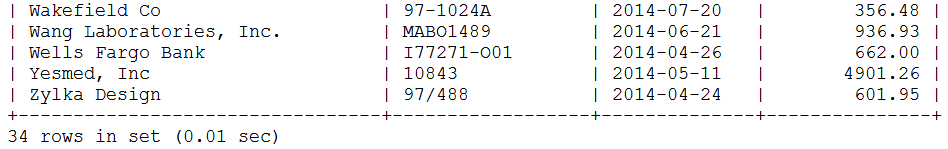 | Wakefield Co                    | 97-1024A         | 2014-07-20   |        356.48 |
| Wang Laboratories, Inc.         | MABO1489         | 2014-06-21   |        936.93 |
| Wells Fargo Bank                | I77271-O01       | 2014-04-26   |        662.00 |
| Yesmed, Inc                     | 10843            | 2014-05-11   |       4901.26 |
| Zylka Design                    | 97/488           | 2014-04-24   |        601.95 |
+---------------------------------+------------------+--------------+---------------+
34 rows in set (0.01 sec)